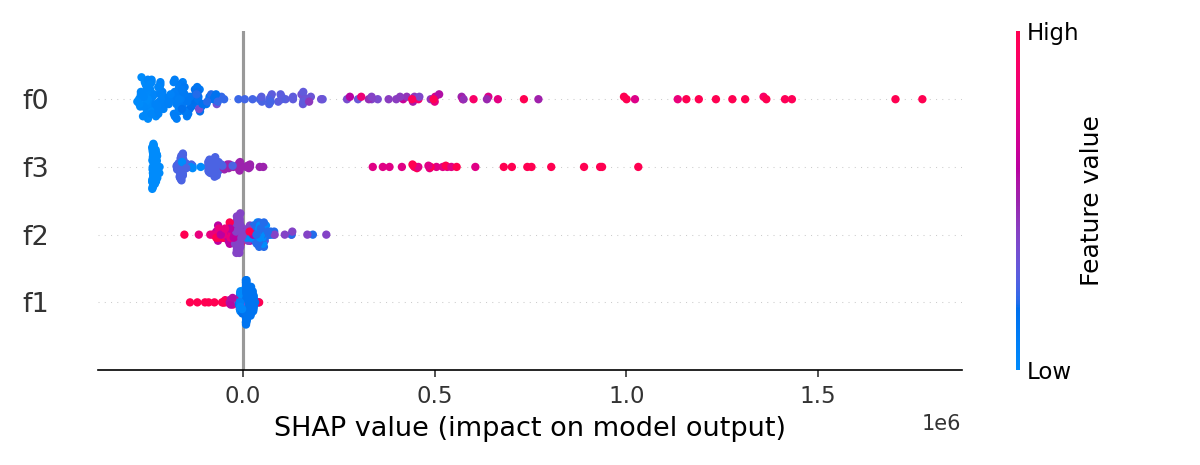 High
f0
f3
f2
f1
Low
Feature value
0.0 0.5 1.0 1.5
1e6
SHAP value (impact on model output)